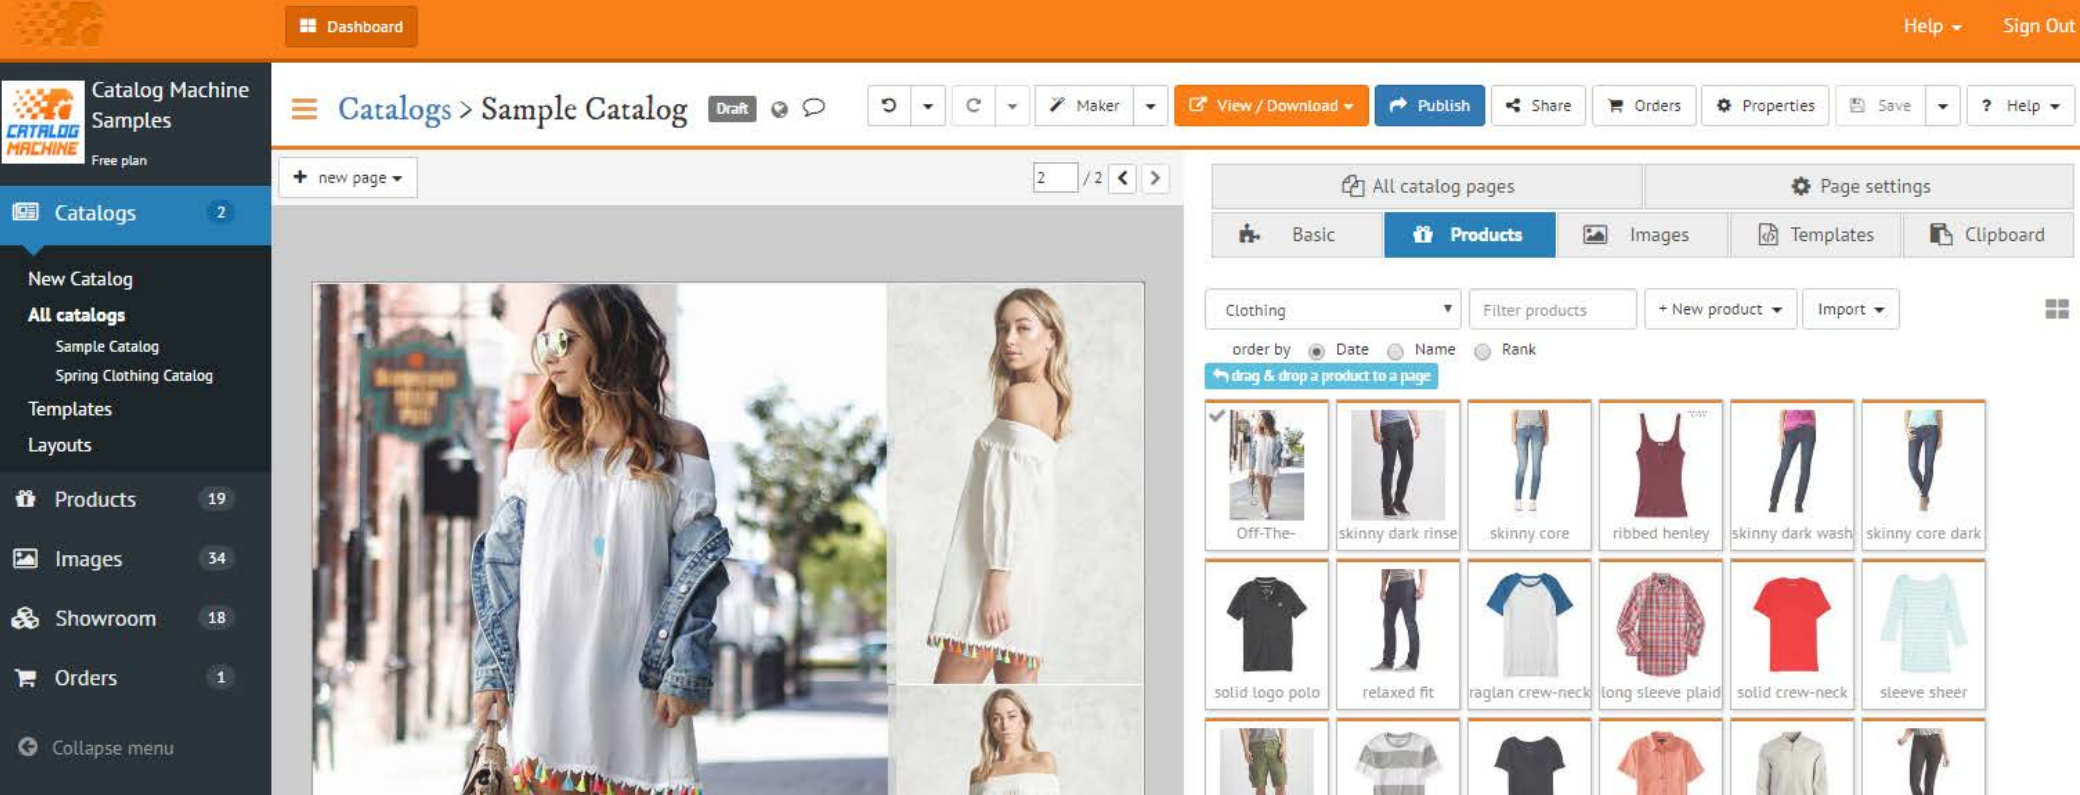 Dashboard
Help
Sign Out
CATALOG
MACHINE
Catalog Machine
Samples
Free plan
Catalogs > Sample Catalog
Draft
Maker
View / Download
Publish
Share
Orders
Properties
Save
? Help
Catalogs 2
New Catalog
All catalogs
Sample Catalog
Spring Clothing Catalog
Templates
Layouts
Products 19
Images 34
Showroom 18
Orders 1
Collapse menu
+ new page
2 / 2
All catalog pages
Page settings
Basic
Products
Images
Templates
Clipboard
Clothing
Filter products
+ New product
Import
order by Date Name Rank
drag & drop a product to a page
Off-The-
skinny dark rinse
skinny core
ribbed henley
skinny dark wash
skinny core dark
solid logo polo
relaxed fit
raglan crew-neck
long sleeve plaid
solid crew-neck
sleeve sheer